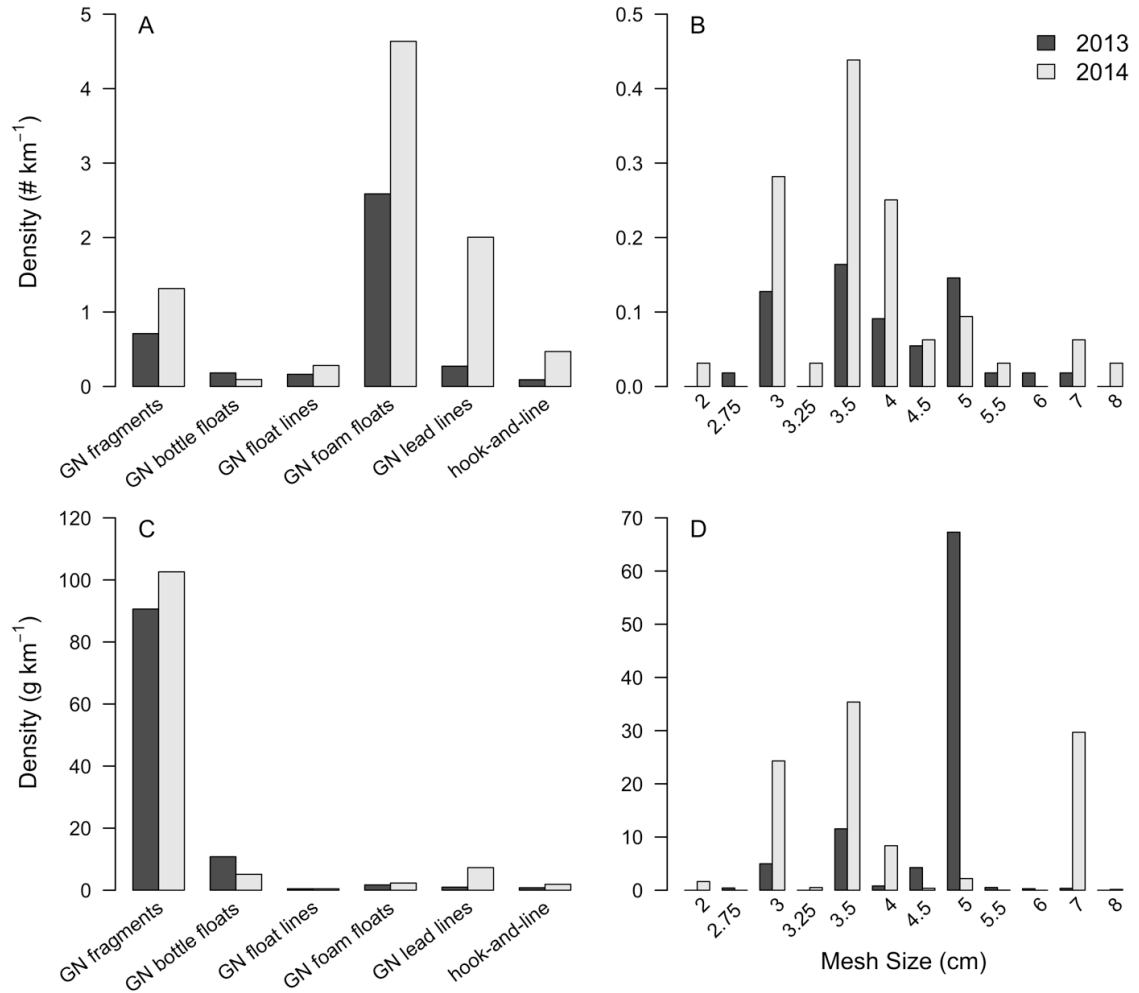 A
Density (# km−1)
5
4
3
2
1
0
GN fragments
GN bottle floats
GN float lines
GN foam floats
GN lead lines
hook-and-line
B
2013
2014
0.5
0.4
0.3
0.2
0.1
0.0
2
2.75
3
3.25
3.5
4
4.5
5
5.5
6
7
8
C
Density (g km−1)
120
100
80
60
40
20
0
GN fragments
GN bottle floats
GN float lines
GN foam floats
GN lead lines
hook-and-line
D
70
60
50
40
30
20
10
0
2
2.75
3
3.25
3.5
4
4.5
5
5.5
6
7
8
Mesh Size (cm)